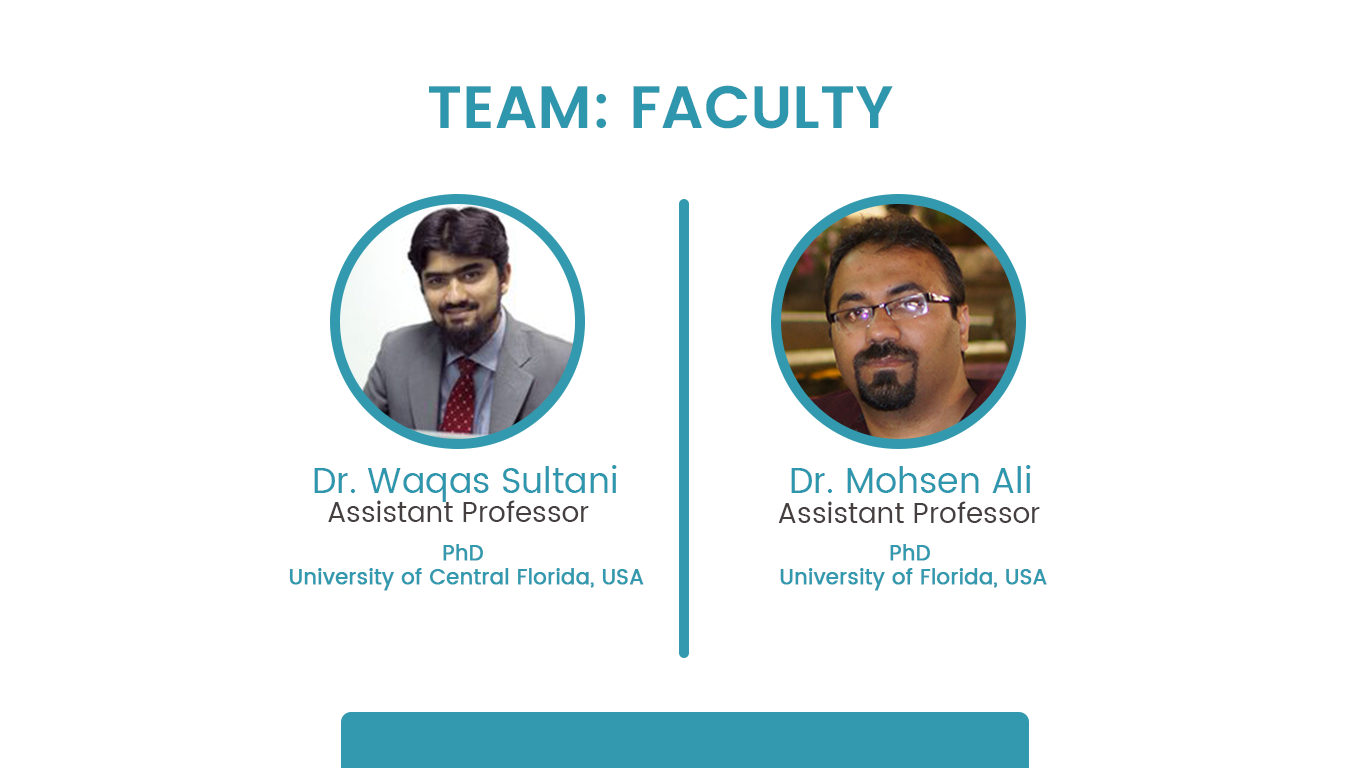 TEAM: FACULTY
Dr. Waqas Sultani
Assistant Professor
PhD
University of Central Florida, USA
Dr. Mohsen Ali
Assistant Professor
PhD
University of Florida, USA